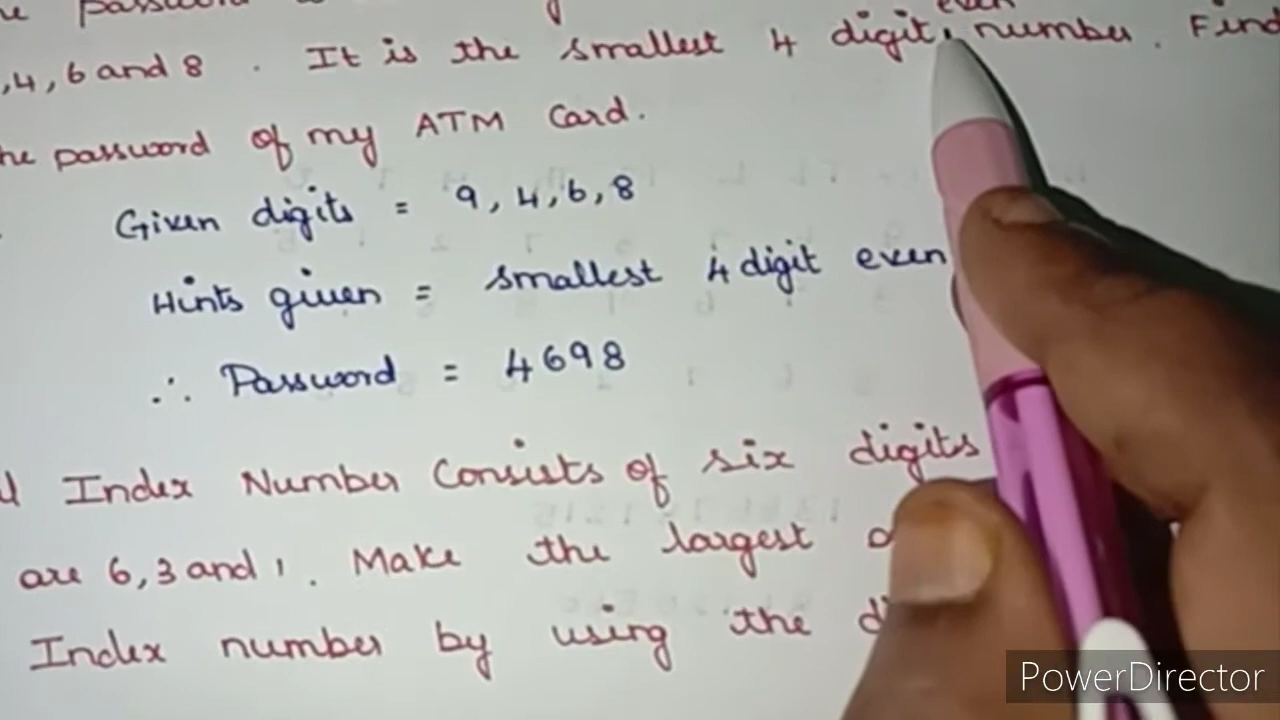 password
even
,4,6 and 8. It is the smallest 4 digit, number. Find
he password of my ATM Card.
Given digits = 9,4,6,8
Hints given = smallest 4 digit even
∴ Password = 4698
Index Number Consists of six digits
are 6,3 and 1. Make the largest
Index number by using the
PowerDirector